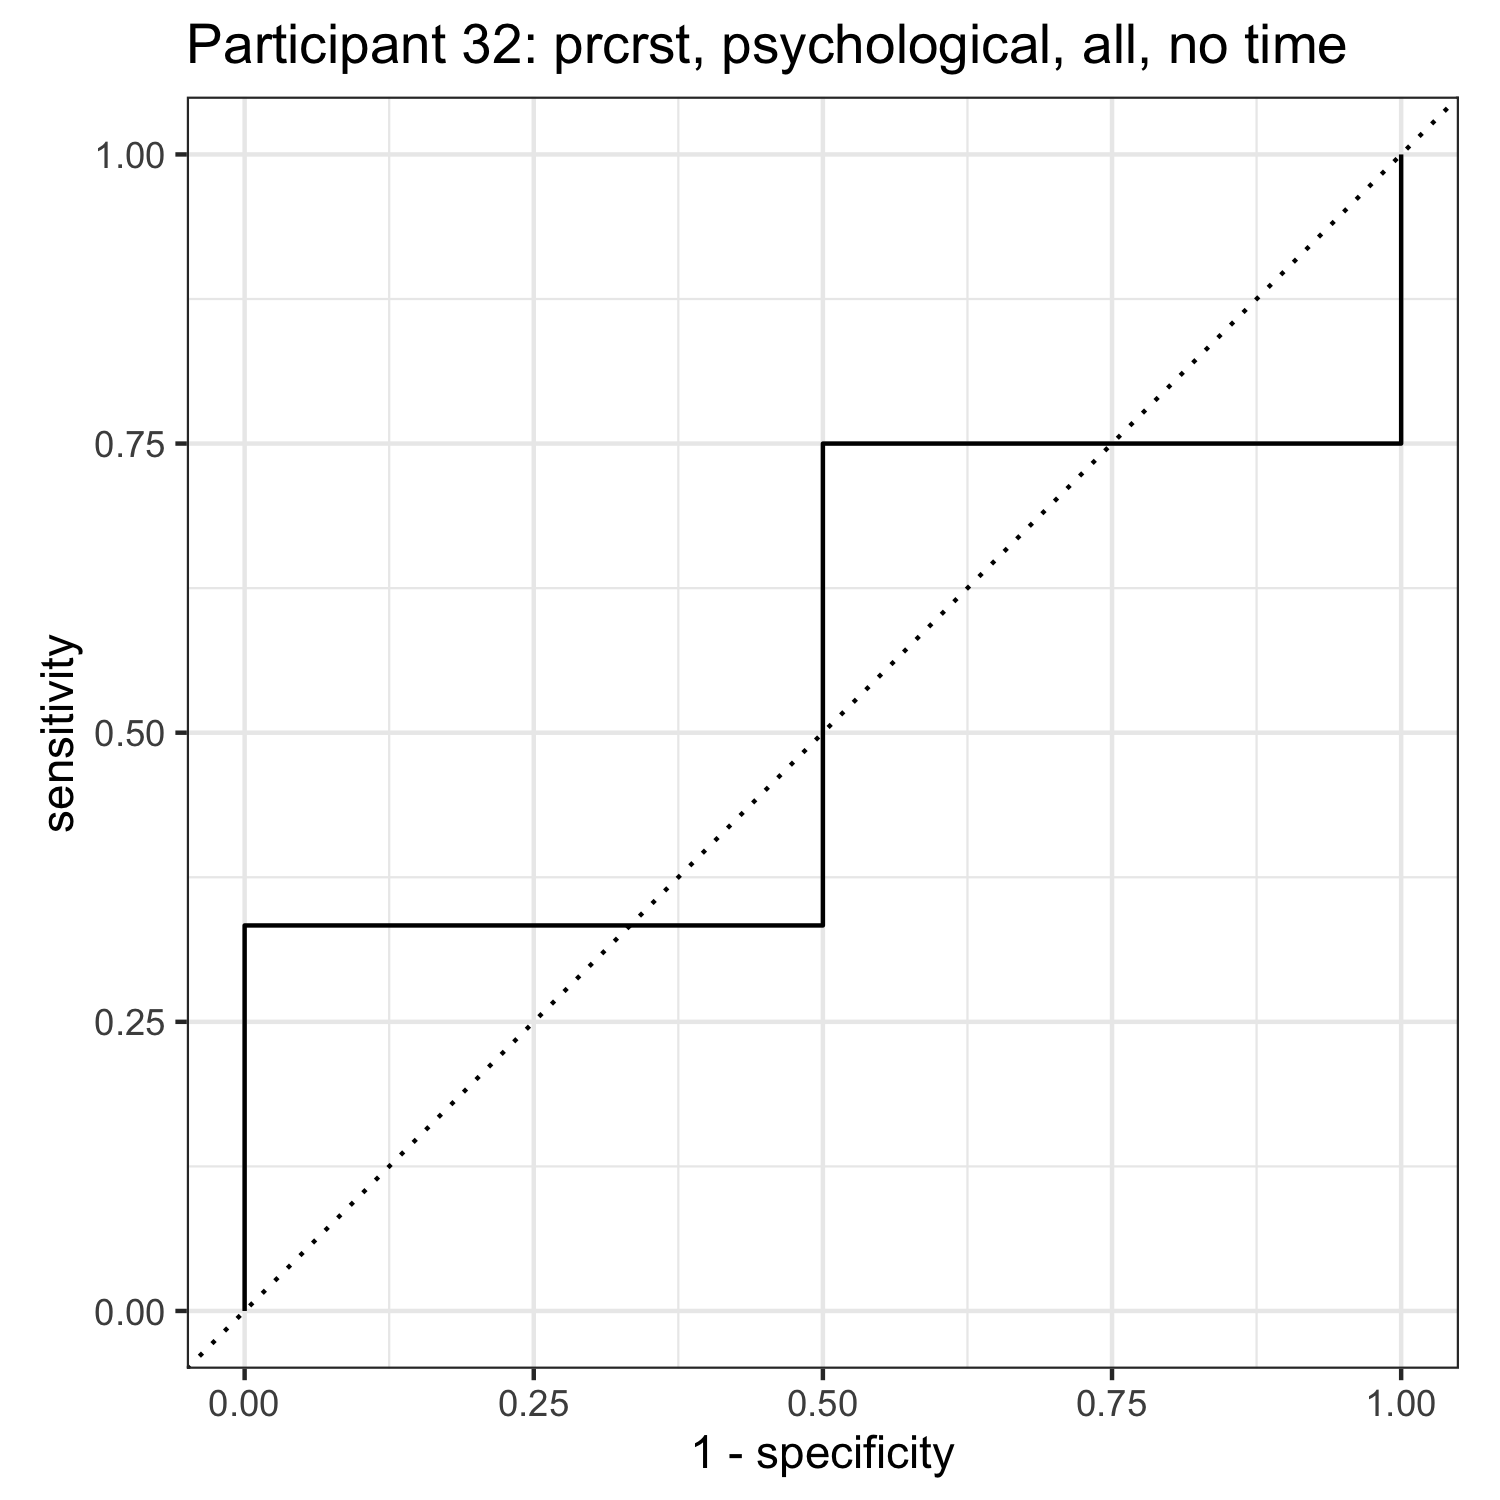 Participant 32: prcrst, psychological, all, no time
1.00
0.75
0.50
0.25
0.00
sensitivity
0.00 0.25 0.50 0.75 1.00
1 - specificity